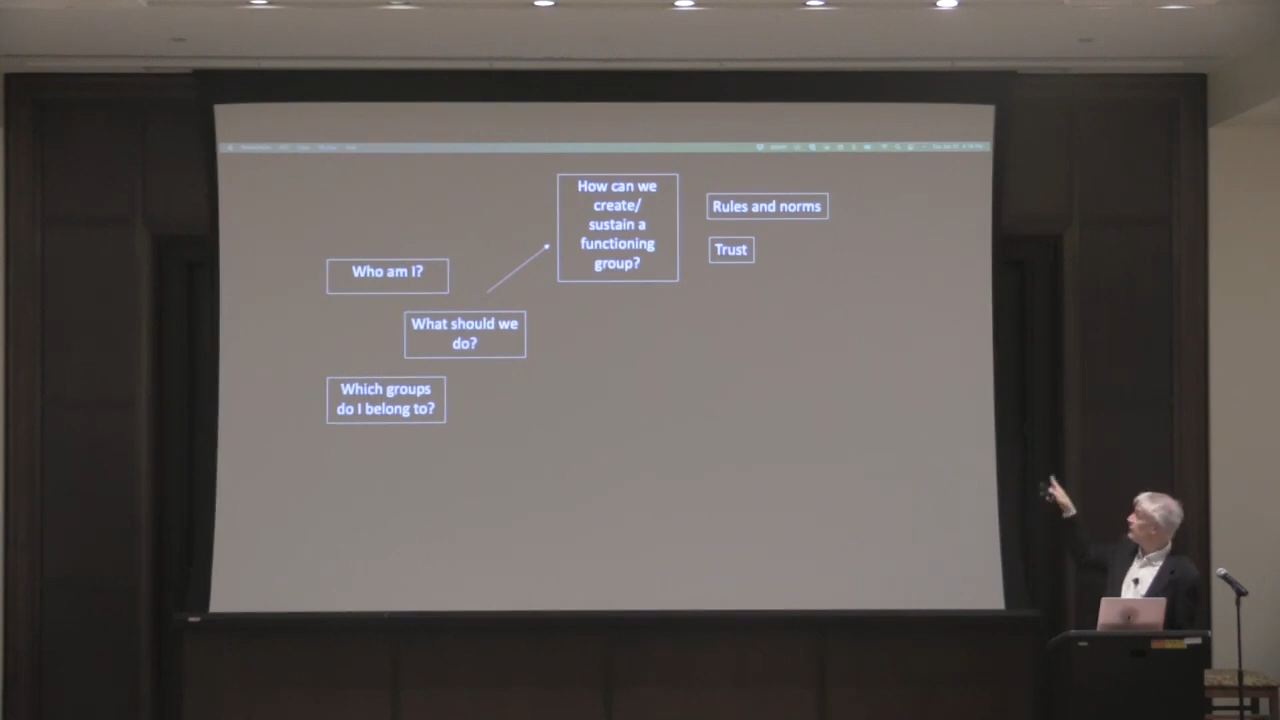 How can we
create/
sustain a
functioning
group?
Rules and norms
Trust
Who am I?
What should we
do?
Which groups
do I belong to?